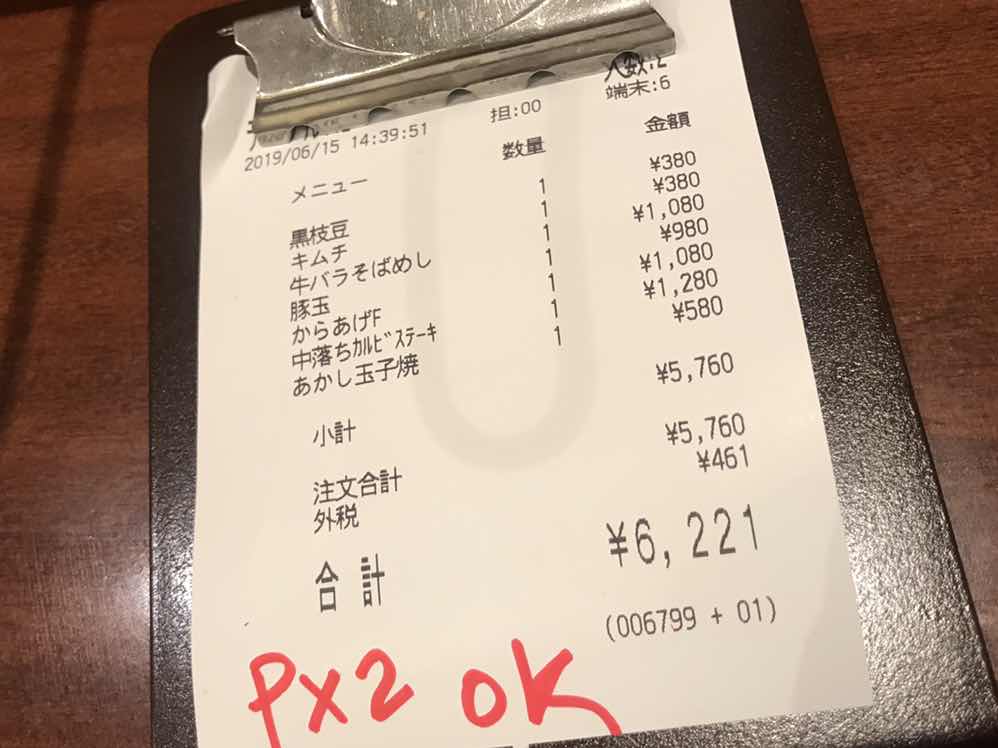 人数:2
端末:6
2019/06/15 14:39:51 担:00
メニュー 数量 金額
黒枝豆 1 ¥380
キムチ 1 ¥380
牛バラそばめし 1 ¥1,080
豚玉 1 ¥980
からあげF 1 ¥1,080
中落ちｶﾙﾋﾞｽﾃｰｷ 1 ¥1,280
あかし玉子焼 1 ¥580
小計 ¥5,760
注文合計 ¥5,760
外税 ¥461
合計 ¥6,221
(006799 + 01)
Px2 OK